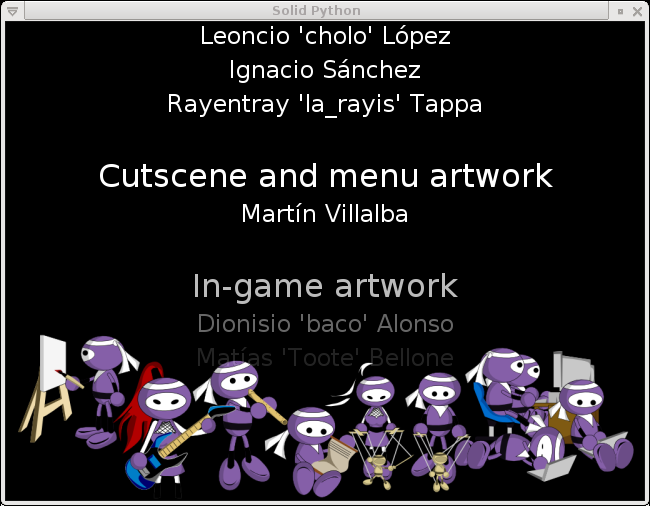 Solid Python
Leoncio 'cholo' López
Ignacio Sánchez
Rayentray 'la_rayis' Tappa
Cutscene and menu artwork
Martín Villalba
In-game artwork
Dionisio 'baco' Alonso
Matías 'Toote' Bellone